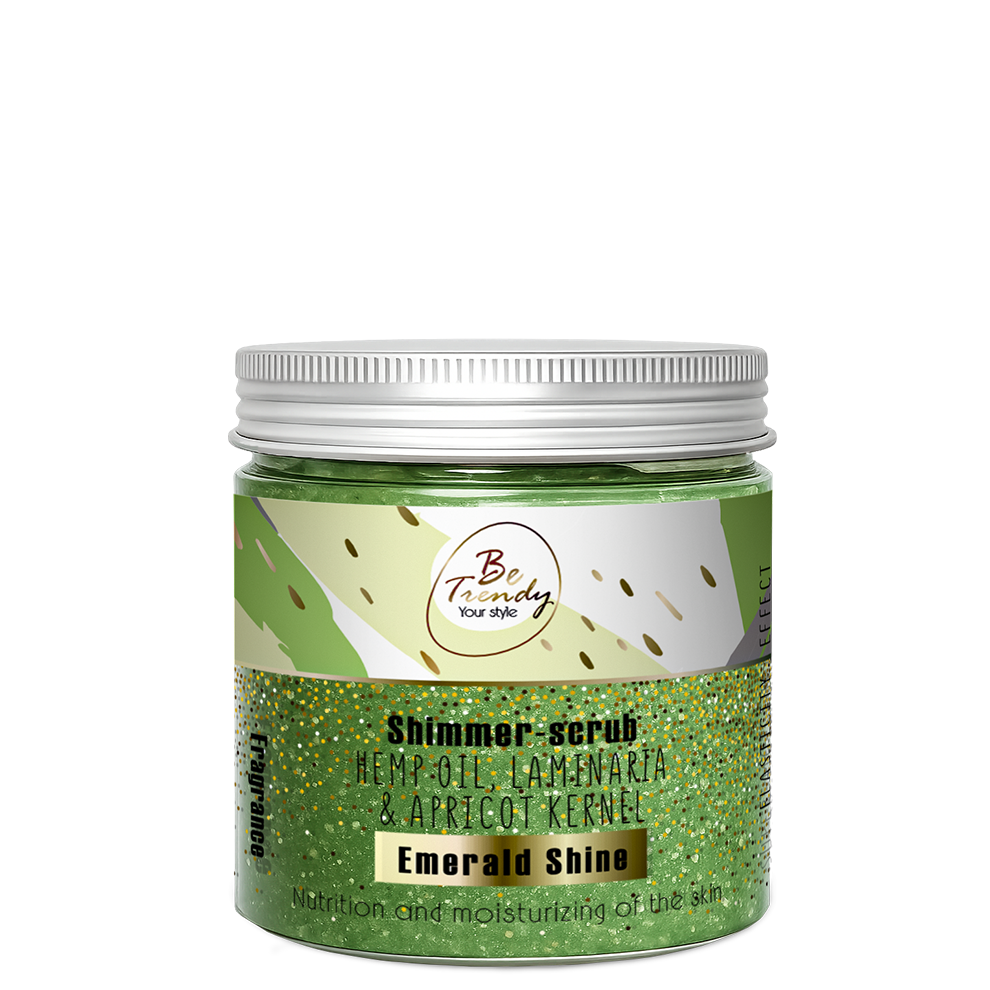 Be
Trendy
Your style
Shimmer-scrub
HEMP OIL, LAMINARIA
& APRICOT KERNEL
Emerald Shine
Nutrition and moisturizing of the skin
Fragrance
ELASTICITY EFFECT